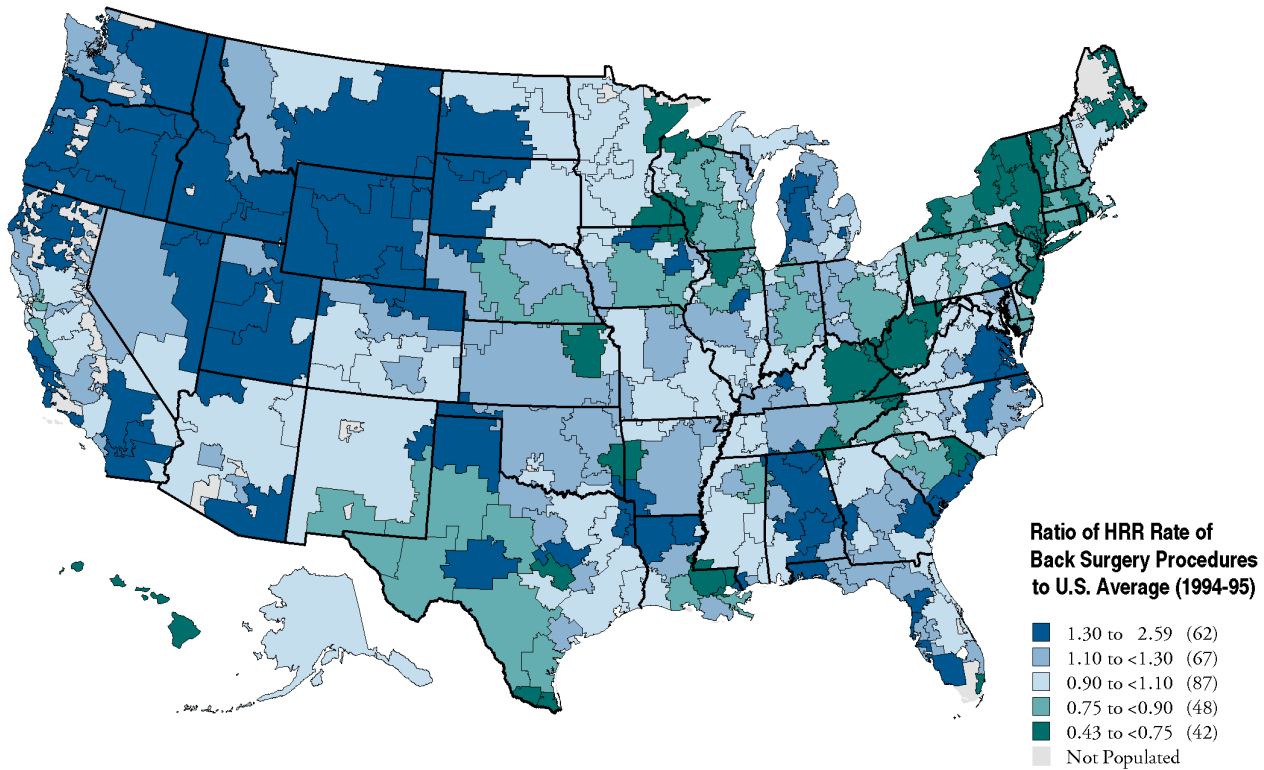 Ratio of HRR Rate of
Back Surgery Procedures
to U.S. Average (1994-95)
1.30 to 2.59 (62)
1.10 to <1.30 (67)
0.90 to <1.10 (87)
0.75 to <0.90 (48)
0.43 to <0.75 (42)
Not Populated